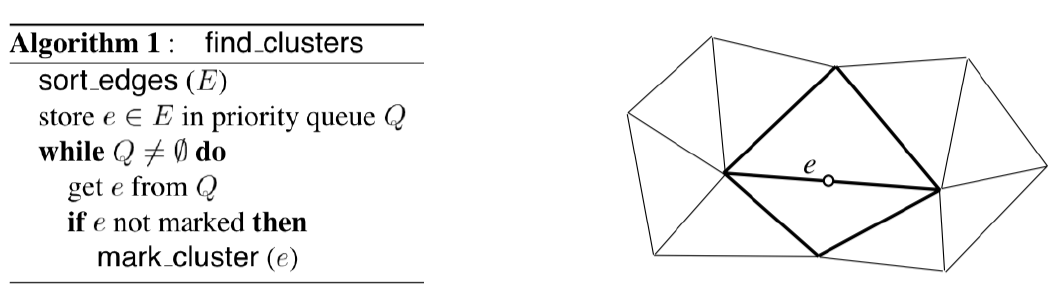 Algorithm 1 : find_clusters
sort_edges (E)
store e ∈ E in priority queue Q
while Q ≠ ∅ do
get e from Q
if e not marked then
mark_cluster (e)
e